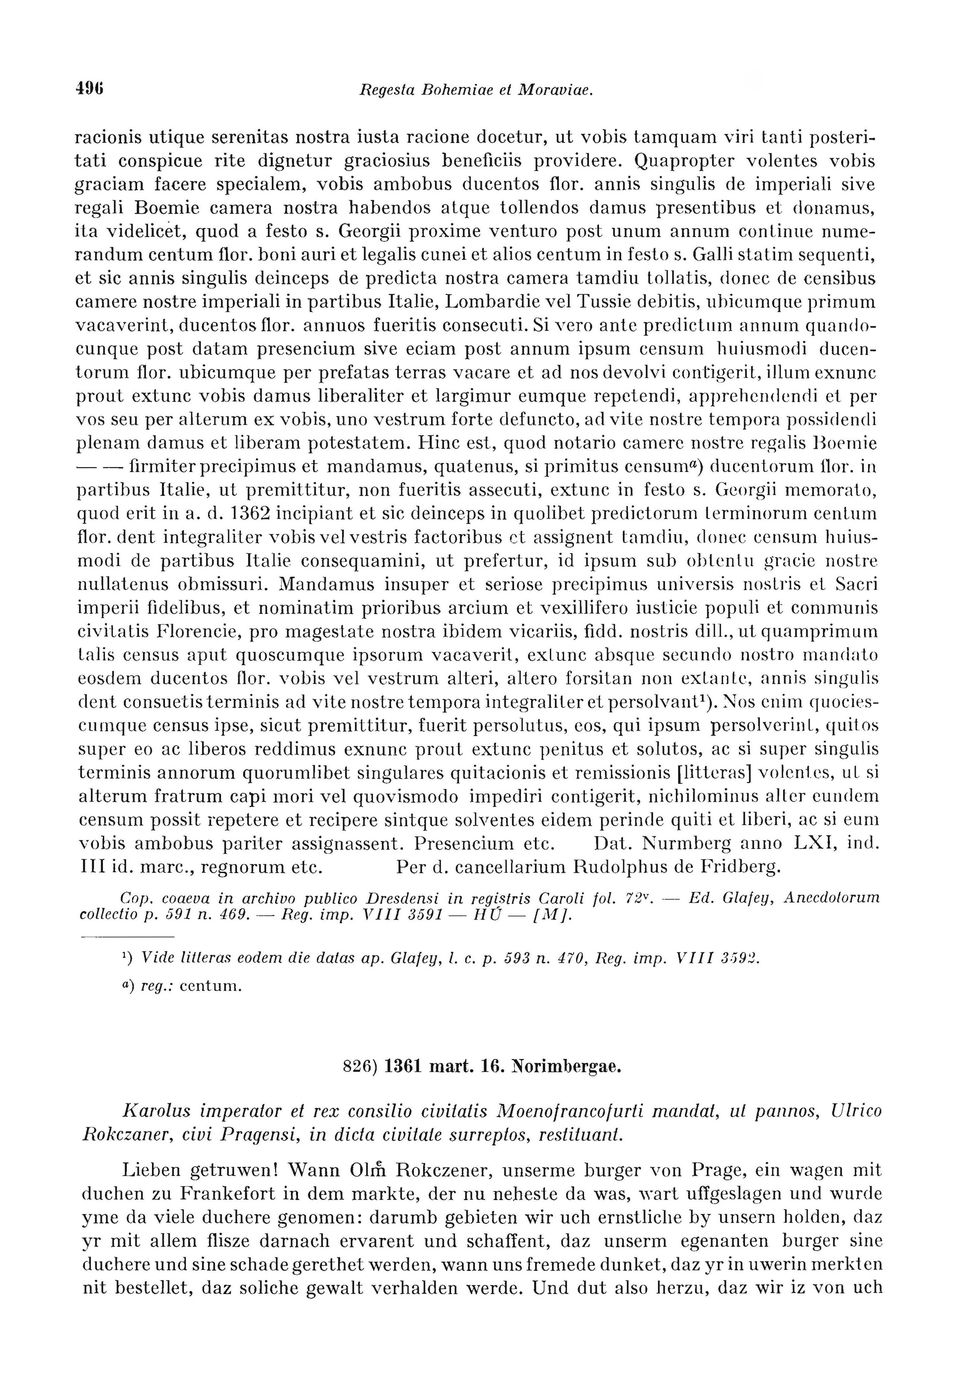 496
Regesta Bohemiae et Moraviae.
racionis utique serenitas nostra iusta racione docetur, ut vobis tamquam viri tanti posteri-
tati conspicue rite dignetur graciosius beneficiis providere. Quapropter volentes vobis
graciam facere specialem, vobis ambobus ducentos flor. annis singulis de imperiali sive
regali Boemie camera nostra habendos atque tollendos damus presentibus et donamus,
ita videlicet, quod a festo s. Georgii proxime venturo post unum annum continue nume-
randum centum flor. boni auri et legalis cunei et alios centum in festo s. Galli statim sequenti,
et sic annis singulis deinceps de predicta nostra camera tamdiu tollatis, donec de censibus
camere nostre imperiali in partibus Italie, Lombardie vel Tussie debitis, ubicumque primum
vacaverint, ducentos flor. annuos fueritis consecuti. Si vero ante predictum annum quando-
cunque post datam presencium sive eciam post annum ipsum censum huiusmodi ducen-
torum flor. ubicumque per prefatas terras vacare et ad nos devolvi contigerit, illum exnunc
prout extunc vobis damus liberaliter et largimur eumque repetendi, apprehendendi et per
vos seu per alterum ex vobis, uno vestrum forte defuncto, ad vite nostre tempora possidendi
plenam damus et liberam potestatem. Hinc est, quod notario camere nostre regalis Boemie
— — firmiter precipimus et mandamus, quatenus, si primitus censumᵃ) ducentorum flor. in
partibus Italie, ut premittitur, non fueritis assecuti, extunc in festo s. Georgii memorato,
quod erit in a. d. 1362 incipiant et sic deinceps in quolibet predictorum terminorum centum
flor. dent integraliter vobis vel vestris factoribus et assignent tamdiu, donec censum huius-
modi de partibus Italie consequamini, ut prefertur, id ipsum sub obtentu gracie nostre
nullatenus obmissuri. Mandamus insuper et seriose precipimus universis nostris et Sacri
imperii fidelibus, et nominatim prioribus arcium et vexillifero iusticie populi et communis
civitatis Florencie, pro magestate nostra ibidem vicariis, fidd. nostris dill., ut quamprimum
talis census aput quoscumque ipsorum vacaverit, extunc absque secundo nostro mandato
eosdem ducentos flor. vobis vel vestrum alteri, altero forsitan non extante, annis singulis
dent consuetis terminis ad vite nostre tempora integraliter et persolvant¹). Nos enim quocies-
cumque census ipse, sicut premittitur, fuerit persolutus, eos, qui ipsum persolverint, quitos
super eo ac liberos reddimus exnunc prout extunc penitus et solutos, ac si super singulis
terminis annorum quorumlibet singulares quitacionis et remissionis [litteras] volentes, ut si
alterum fratrum capi mori vel quovismodo impediri contigerit, nichilominus alter eundem
censum possit repetere et recipere sintque solventes eidem perinde quiti et liberi, ac si eum
vobis ambobus pariter assignassent. Presencium etc. Dat. Nurmberg anno LXI, ind.
III id. marc., regnorum etc. Per d. cancellarium Rudolphus de Fridberg.
Cop. coaeva in archivo publico Dresdensi in registris Caroli fol. 72ᵛ. — Ed. Glafey, Anecdotorum
collectio p. 591 n. 469. — Reg. imp. VIII 3591 — HÚ — [M].
¹) Vide litteras eodem die datas ap. Glafey, l. c. p. 593 n. 470, Reg. imp. VIII 3592.
ᵃ) reg.: centum.
826) 1361 mart. 16. Norimbergae.
Karolus imperator et rex consilio civitatis Moenofrancofurti mandat, ut pannos, Ulrico
Rokczaner, civi Pragensi, in dicta civitate surreptos, restituant.
Lieben getruwen! Wann Olm̃ Rokczener, unserme burger von Prage, ein wagen mit
duchen zu Frankefort in dem markte, der nu neheste da was, wart uffgeslagen und wurde
yme da viele duchere genomen: darumb gebieten wir uch ernstliche by unsern holden, daz
yr mit allem flisze darnach ervarent und schaffent, daz unserm egenanten burger sine
duchere und sine schade gerethet werden, wann uns fremede dunket, daz yr in uwerin merkten
nit bestellet, daz soliche gewalt verhalden werde. Und dut also herzu, daz wir iz von uch